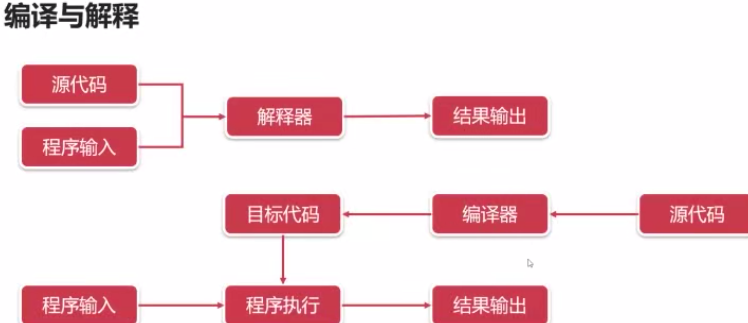 编译与解释
源代码
解释器
结果输出
程序输入
目标代码
编译器
源代码
程序输入
程序执行
结果输出